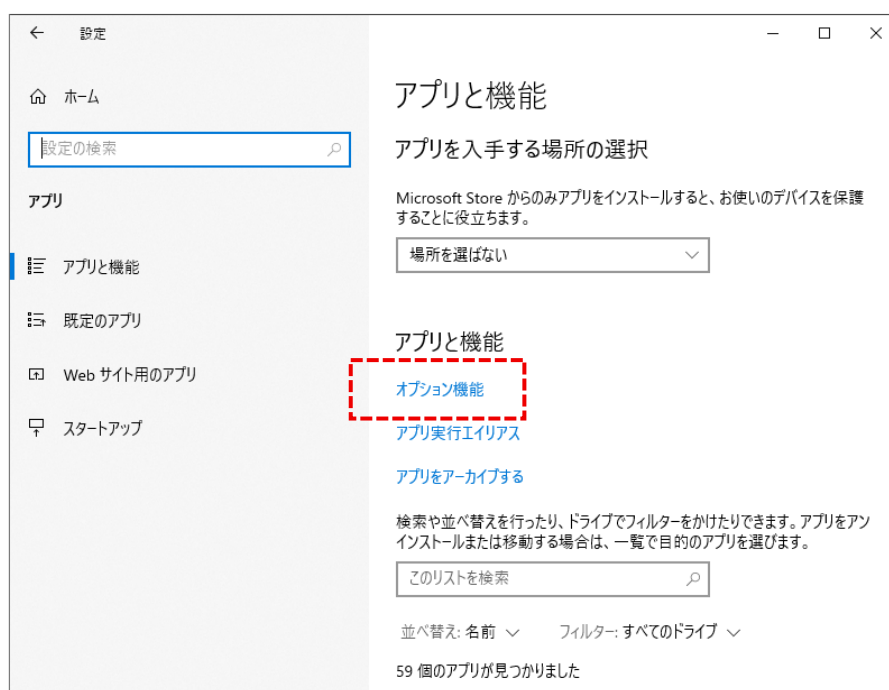 設定
ホーム
設定の検索
アプリ
アプリと機能
既定のアプリ
Web サイト用のアプリ
スタートアップ
アプリと機能
アプリを入手する場所の選択
Microsoft Store からのみアプリをインストールすると、お使いのデバイスを保護
することに役立ちます。
場所を選ばない
アプリと機能
オプション機能
アプリ実行エイリアス
アプリをアーカイブする
検索や並べ替えを行ったり、ドライブでフィルターをかけたりできます。アプリをアン
インストールまたは移動する場合は、一覧で目的のアプリを選びます。
このリストを検索
並べ替え: 名前 フィルター: すべてのドライブ
59 個のアプリが見つかりました